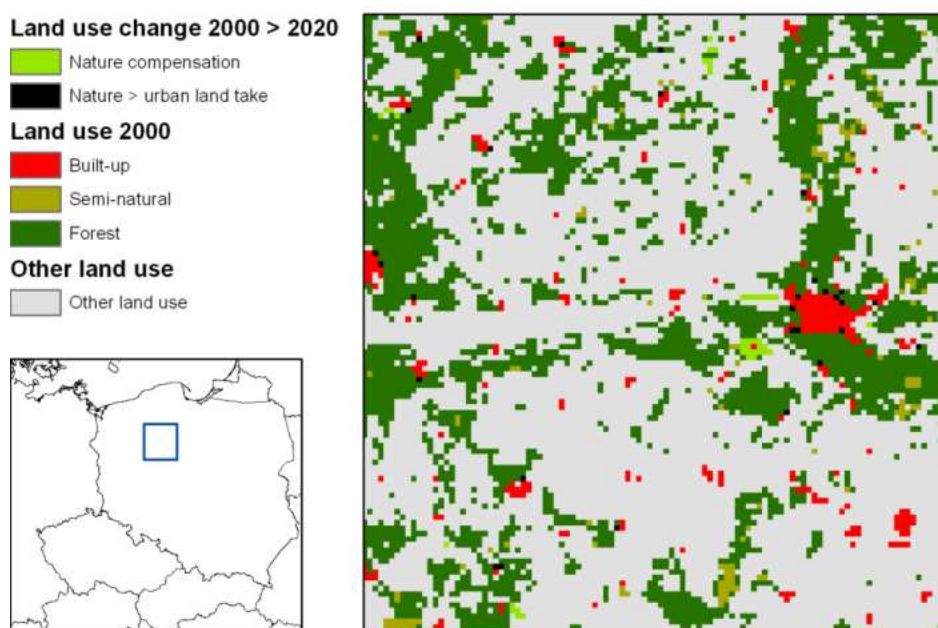 Land use change 2000 > 2020
Nature compensation
Nature > urban land take
Land use 2000
Built-up
Semi-natural
Forest
Other land use
Other land use